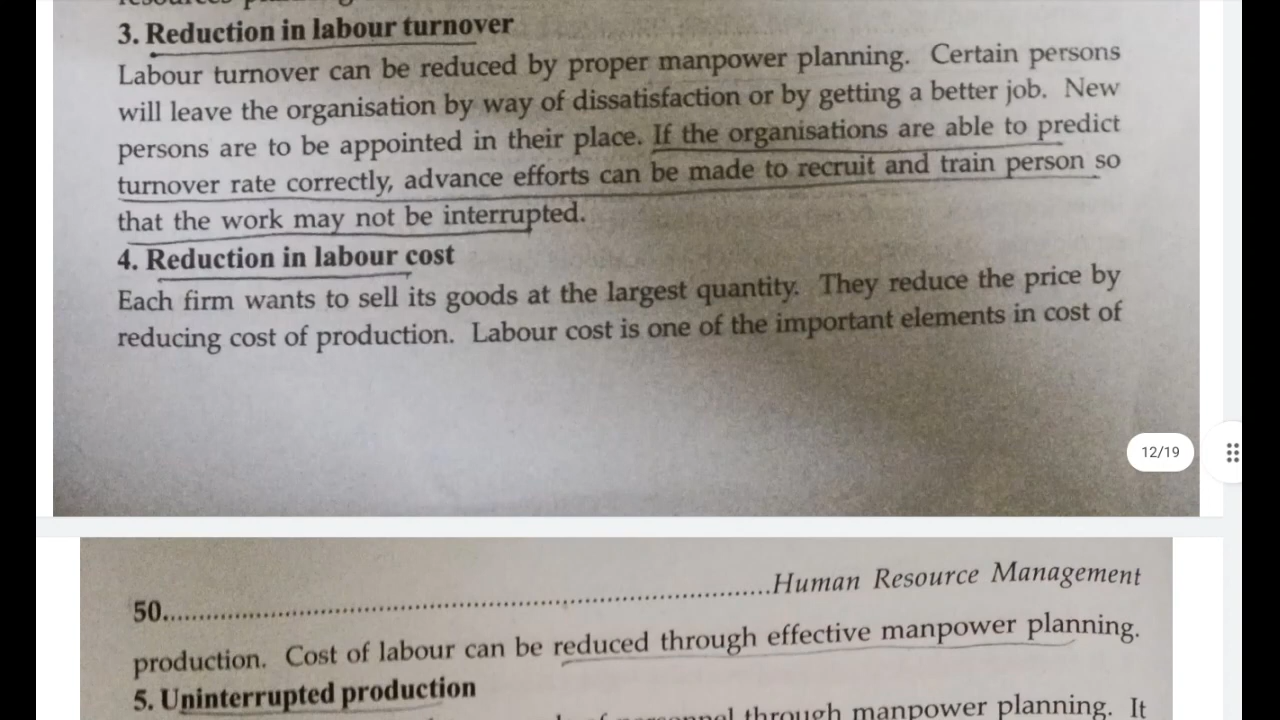 3. Reduction in labour turnover
Labour turnover can be reduced by proper manpower planning. Certain persons
will leave the organisation by way of dissatisfaction or by getting a better job. New
persons are to be appointed in their place. If the organisations are able to predict
turnover rate correctly, advance efforts can be made to recruit and train person so
that the work may not be interrupted.
4. Reduction in labour cost
Each firm wants to sell its goods at the largest quantity. They reduce the price by
reducing cost of production. Labour cost is one of the important elements in cost of
12/19
50..........Human Resource Management
production. Cost of labour can be reduced through effective manpower planning.
5. Uninterrupted production
through manpower planning. It